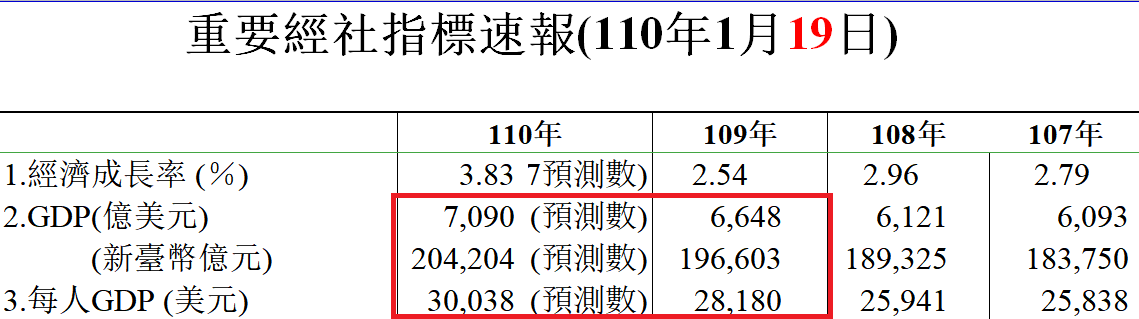 重要經社指標速報(110年1月19日)
110年 109年 108年 107年
1.經濟成長率 (％) 3.83 7預測數) 2.54 2.96 2.79
2.GDP(億美元) 7,090 (預測數) 6,648 6,121 6,093
(新臺幣億元) 204,204 (預測數) 196,603 189,325 183,750
3.每人GDP (美元) 30,038 (預測數) 28,180 25,941 25,838